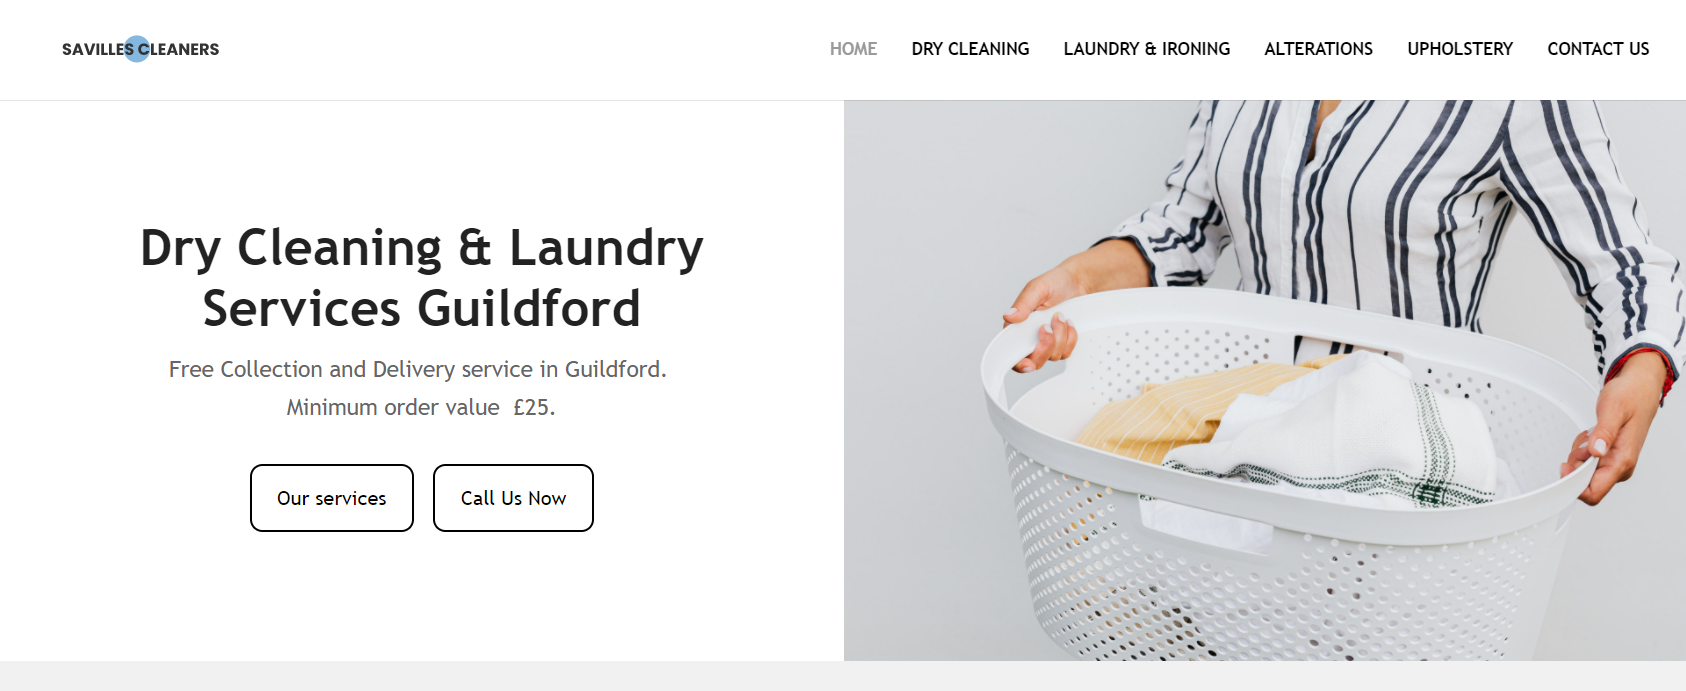 SAVILLES CLEANERS
HOME DRY CLEANING LAUNDRY & IRONING ALTERATIONS UPHOLSTERY CONTACT US
Dry Cleaning & Laundry
Services Guildford
Free Collection and Delivery service in Guildford.
Minimum order value £25.
Our services Call Us Now